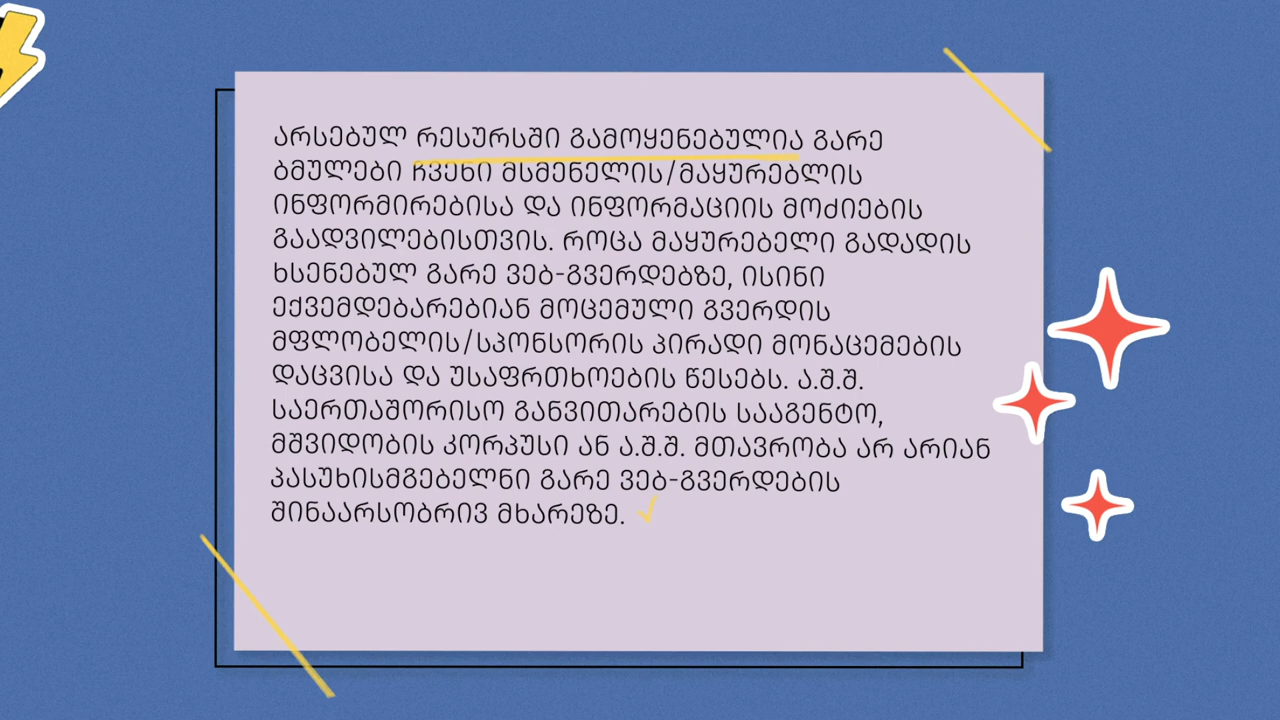 არსებულ რესურსში გამოყენებულია გარე
ბმულები ჩვენი მსმენელის/მაყურებლის
ინფორმირებისა და ინფორმაციის მოძიების
გაადვილებისთვის. როცა მაყურებელი გადადის
ხსენებულ გარე ვებ-გვერდებზე, ისინი
ექვემდებარებიან მოცემული გვერდის
მფლობელის/სპონსორის პირადი მონაცემების
დაცვისა და უსაფრთხოების წესებს. ა.შ.შ.
საერთაშორისო განვითარების სააგენტო,
მშვიდობის კორპუსი ან ა.შ.შ. მთავრობა არ არიან
პასუხისმგებელნი გარე ვებ-გვერდების
შინაარსობრივ მხარეზე.